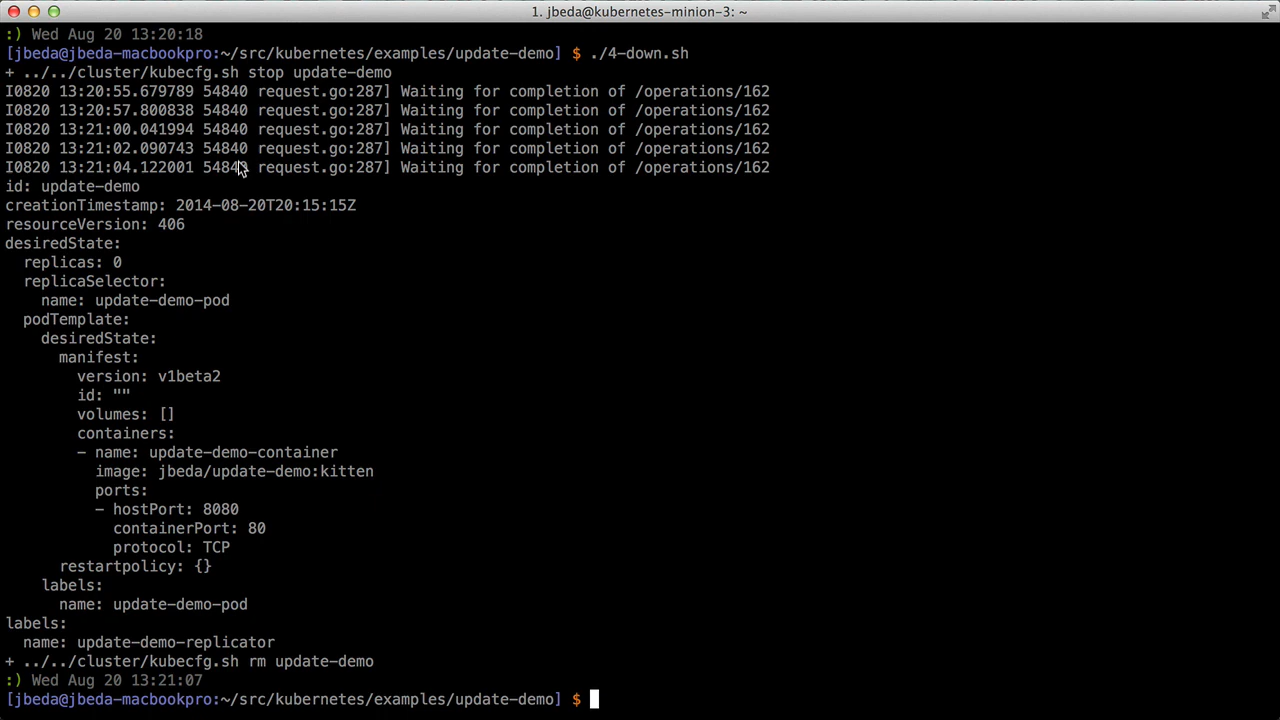 1. jbeda@kubernetes-minion-3: ~
:) Wed Aug 20 13:20:18
[jbeda@jbeda-macbookpro:~/src/kubernetes/examples/update-demo] $ ./4-down.sh
+ ../../cluster/kubecfg.sh stop update-demo
I0820 13:20:55.679789 54840 request.go:287] Waiting for completion of /operations/162
I0820 13:20:57.800838 54840 request.go:287] Waiting for completion of /operations/162
I0820 13:21:00.041994 54840 request.go:287] Waiting for completion of /operations/162
I0820 13:21:02.090743 54840 request.go:287] Waiting for completion of /operations/162
I0820 13:21:04.122001 54840 request.go:287] Waiting for completion of /operations/162
id: update-demo
creationTimestamp: 2014-08-20T20:15:15Z
resourceVersion: 406
desiredState:
  replicas: 0
  replicaSelector:
    name: update-demo-pod
  podTemplate:
    desiredState:
      manifest:
        version: v1beta2
        id: ""
        volumes: []
        containers:
        - name: update-demo-container
          image: jbeda/update-demo:kitten
          ports:
          - hostPort: 8080
            containerPort: 80
            protocol: TCP
      restartpolicy: {}
    labels:
      name: update-demo-pod
labels:
  name: update-demo-replicator
+ ../../cluster/kubecfg.sh rm update-demo
:) Wed Aug 20 13:21:07
[jbeda@jbeda-macbookpro:~/src/kubernetes/examples/update-demo] $